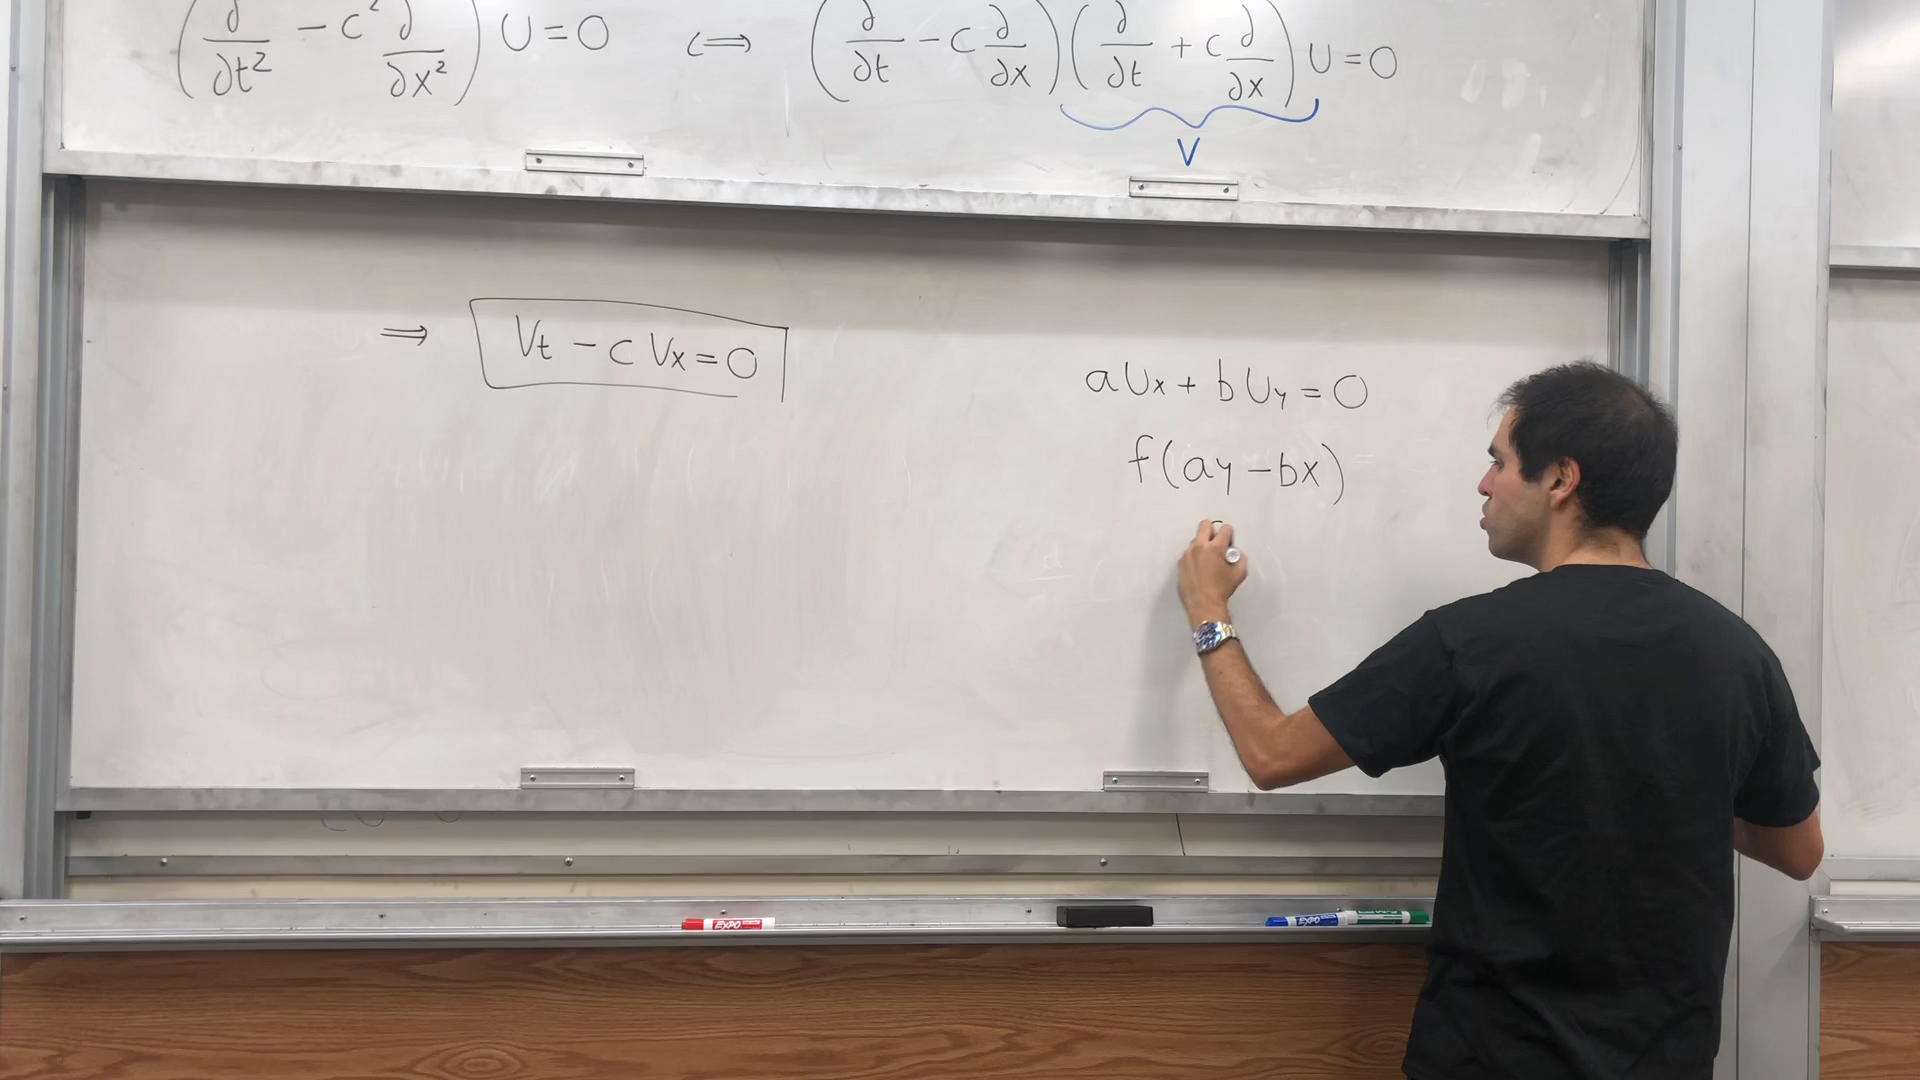 (∂/∂t² - c² ∂/∂x²) U = 0 ⟺ (∂/∂t - c ∂/∂x)(∂/∂t + c ∂/∂x) U = 0
V
⟹ Vt - c Vx = 0
aUx + bUy = 0
f(ay - bx)
EXPO
EXPO